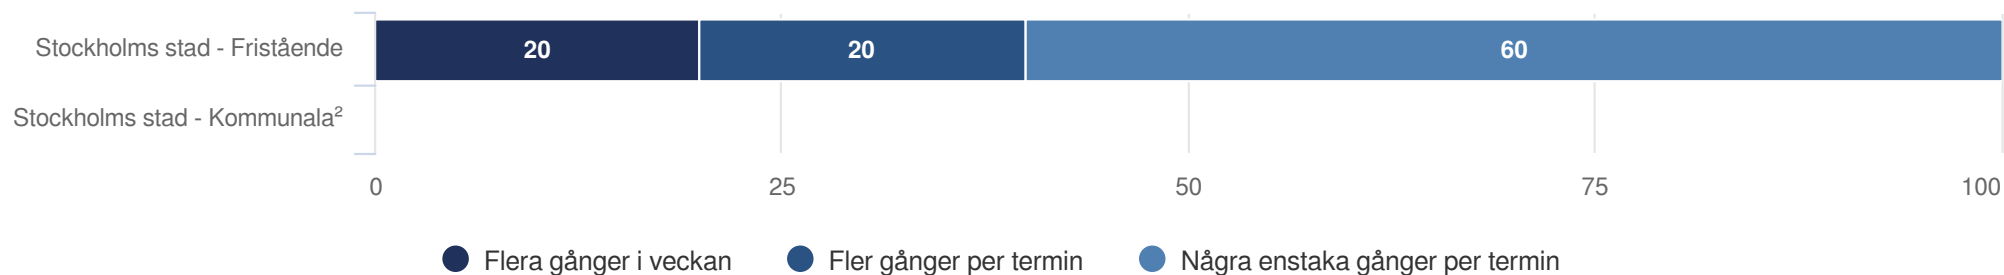 Stockholms stad - Fristående
20 20 60
Stockholms stad - Kommunala²
0 25 50 75 100
Flera gånger i veckan Fler gånger per termin Några enstaka gånger per termin